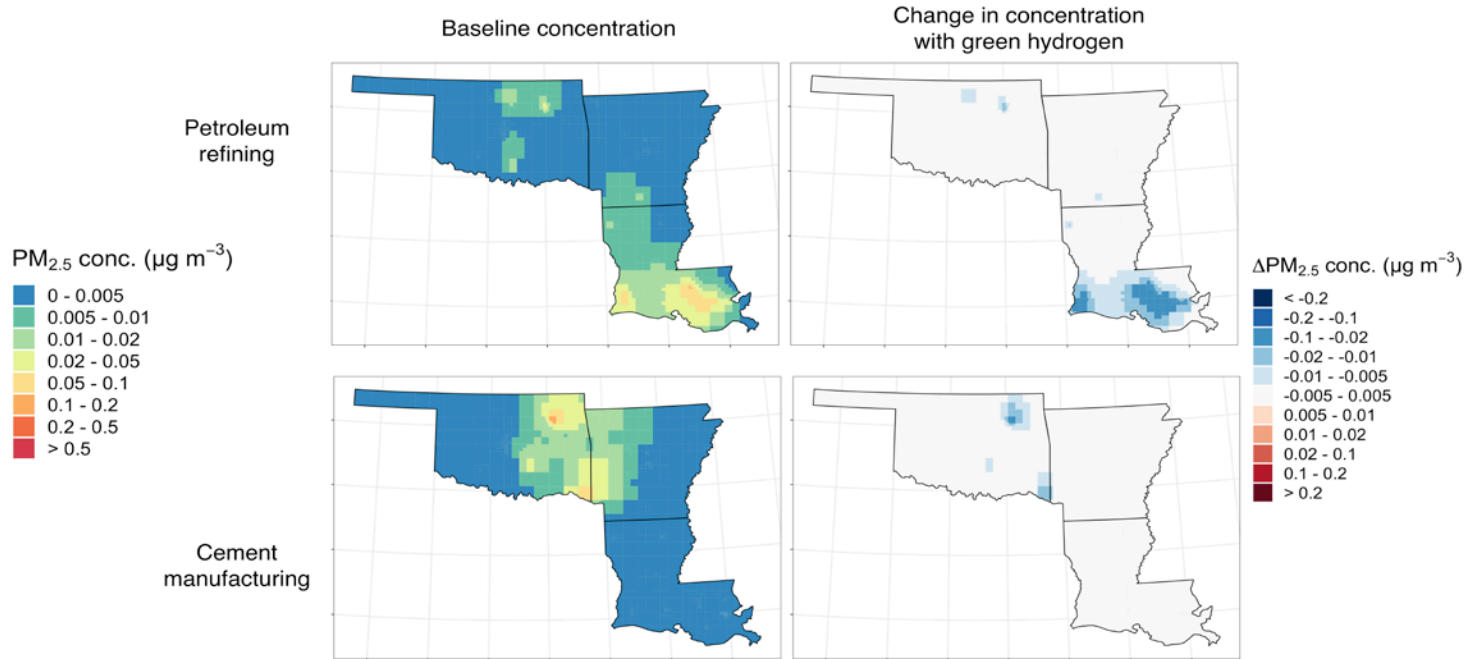 Baseline concentration
Change in concentration
with green hydrogen
Petroleum
refining
PM2.5 conc. (µg m−3)
0 - 0.005
0.005 - 0.01
0.01 - 0.02
0.02 - 0.05
0.05 - 0.1
0.1 - 0.2
0.2 - 0.5
> 0.5
ΔPM2.5 conc. (µg m−3)
< -0.2
-0.2 - -0.1
-0.1 - -0.02
-0.02 - -0.01
-0.01 - -0.005
-0.005 - 0.005
0.005 - 0.01
0.01 - 0.02
0.02 - 0.1
0.1 - 0.2
> 0.2
Cement
manufacturing